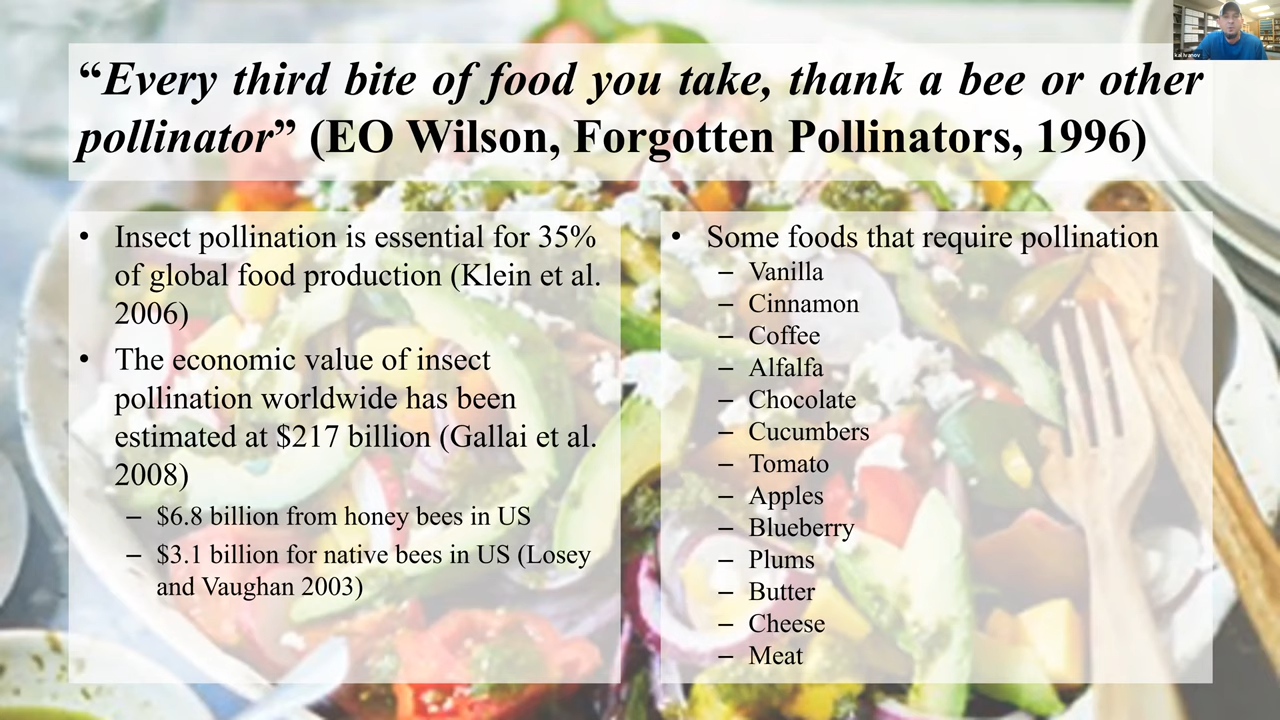 “Every third bite of food you take, thank a bee or other
pollinator” (EO Wilson, Forgotten Pollinators, 1996)
• Insect pollination is essential for 35%
of global food production (Klein et al.
2006)
• The economic value of insect
pollination worldwide has been
estimated at $217 billion (Gallai et al.
2008)
– $6.8 billion from honey bees in US
– $3.1 billion for native bees in US (Losey
and Vaughan 2003)
• Some foods that require pollination
– Vanilla
– Cinnamon
– Coffee
– Alfalfa
– Chocolate
– Cucumbers
– Tomato
– Apples
– Blueberry
– Plums
– Butter
– Cheese
– Meat